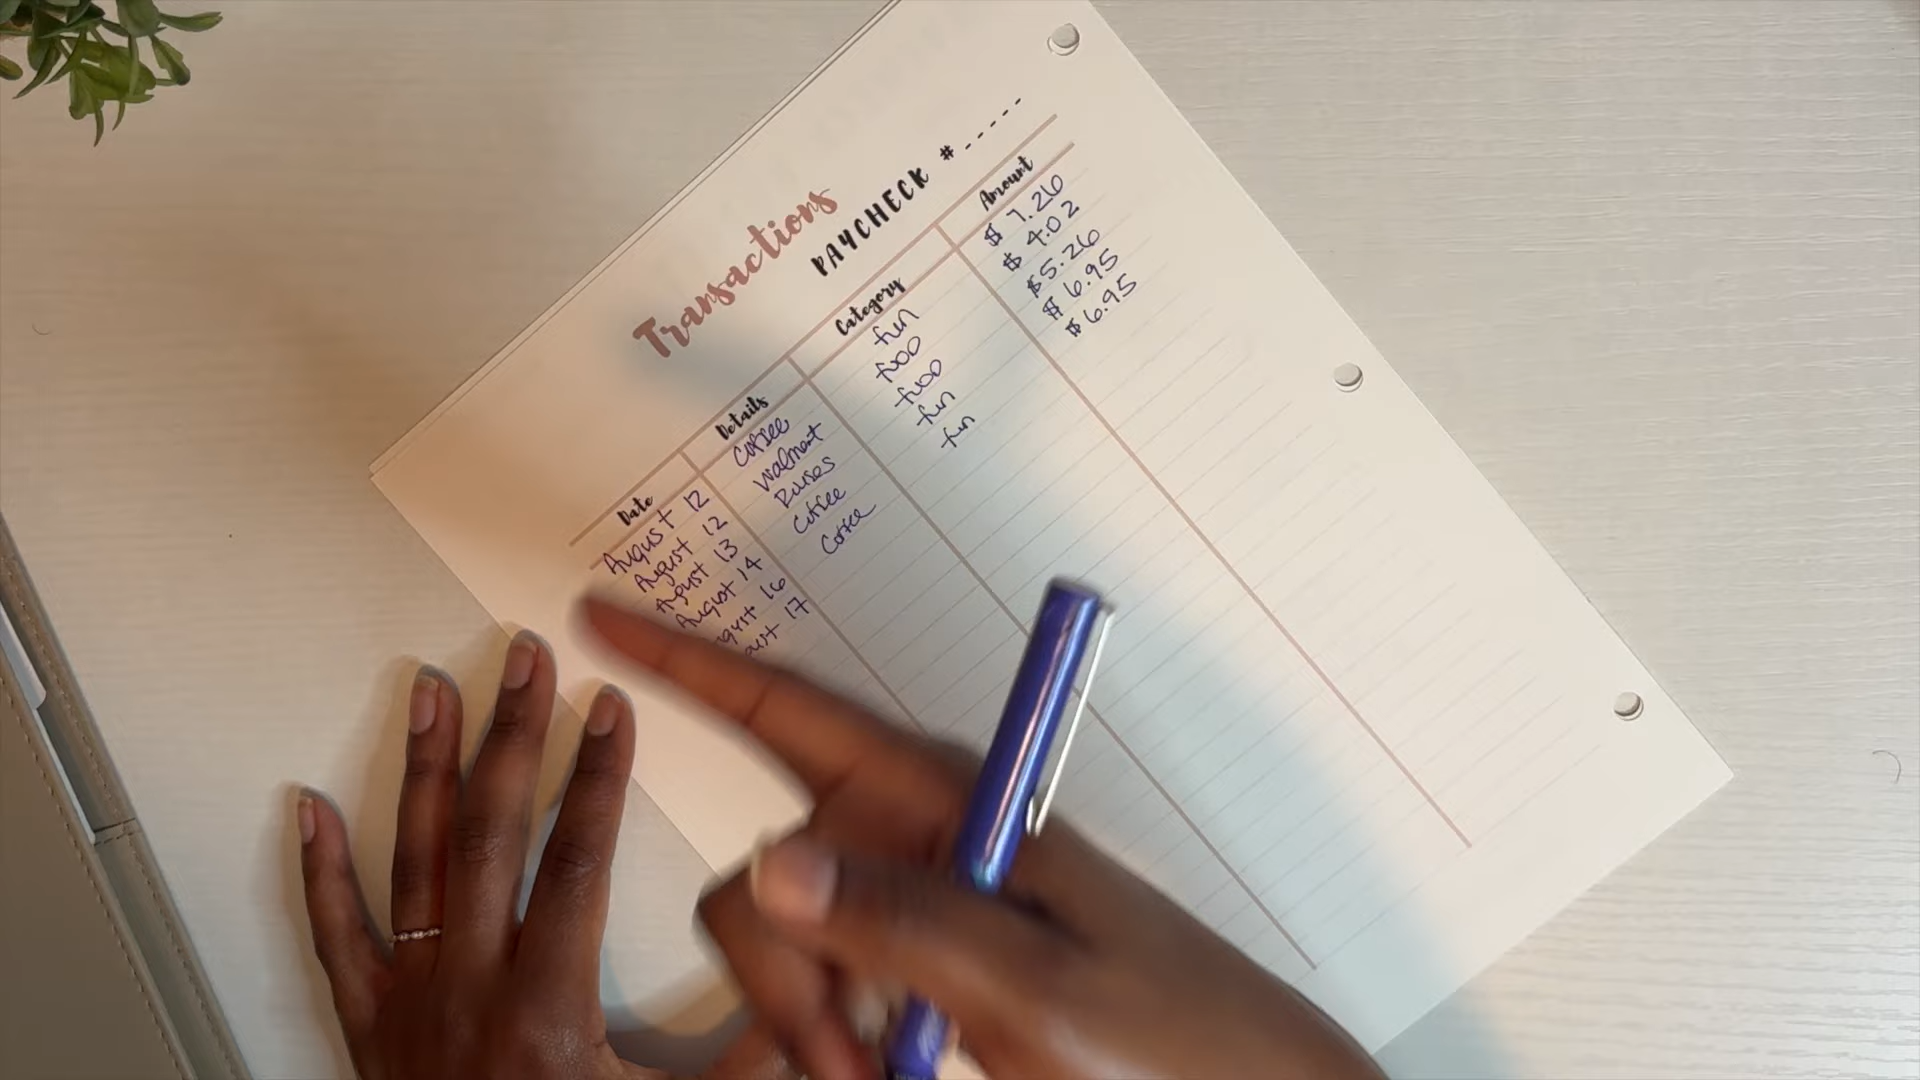 Transactions
PAYCHECK # -----
Date Details Category Amount
August 12 Coffee fun $ 7.26
August 12 Walmart food $ 4.02
August 13 food $5.26
August 14 Coffee fun $ 6.95
August 16 Coffee fun $ 6.95
17